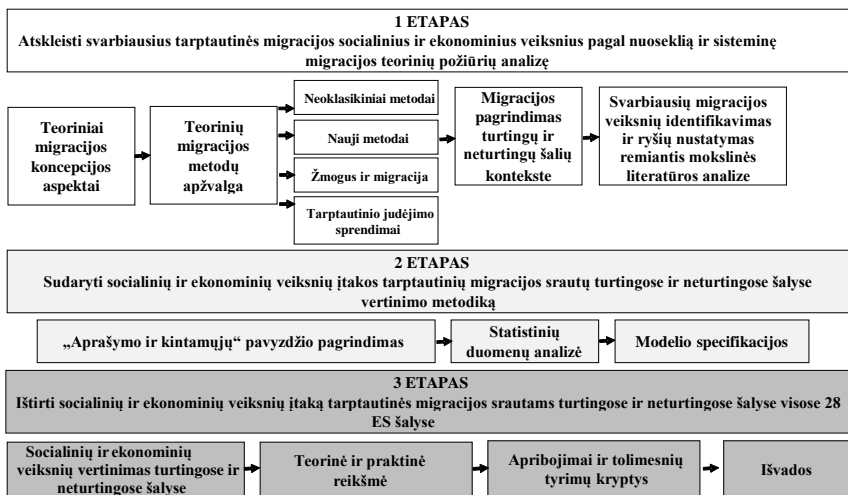 1 ETAPAS
Atskleisti svarbiausius tarptautinės migracijos socialinius ir ekonominius veiksnius pagal nuoseklią ir sisteminę
migracijos teorinių požiūrių analizę
Teoriniai
migracijos
koncepcijos
aspektai
Teorinių
migracijos
metodų
apžvalga
Neoklasikiniai metodai
Nauji metodai
Žmogus ir migracija
Tarptautinio judėjimo
sprendimai
Migracijos
pagrindimas
turtingų ir
neturtingų šalių
kontekste
Svarbiausių migracijos
veiksnių identifikavimas
ir ryšių nustatymas
remiantis mokslinės
literatūros analize
2 ETAPAS
Sudaryti socialinių ir ekonominių veiksnių įtakos tarptautinių migracijos srautų turtingose ir neturtingose šalyse
vertinimo metodiką
„Aprašymo ir kintamųjų“ pavyzdžio pagrindimas
Statistinių
duomenų analizė
Modelio specifikacijos
3 ETAPAS
Ištirti socialinių ir ekonominių veiksnių įtaką tarptautinės migracijos srautams turtingose ir neturtingose šalyse visose 28
ES šalyse
Socialinių ir ekonominių
veiksnių vertinimas turtingose ir
neturtingose šalyse
Teorinė ir praktinė
reikšmė
Apribojimai ir tolimesnių
tyrimų kryptys
Išvados